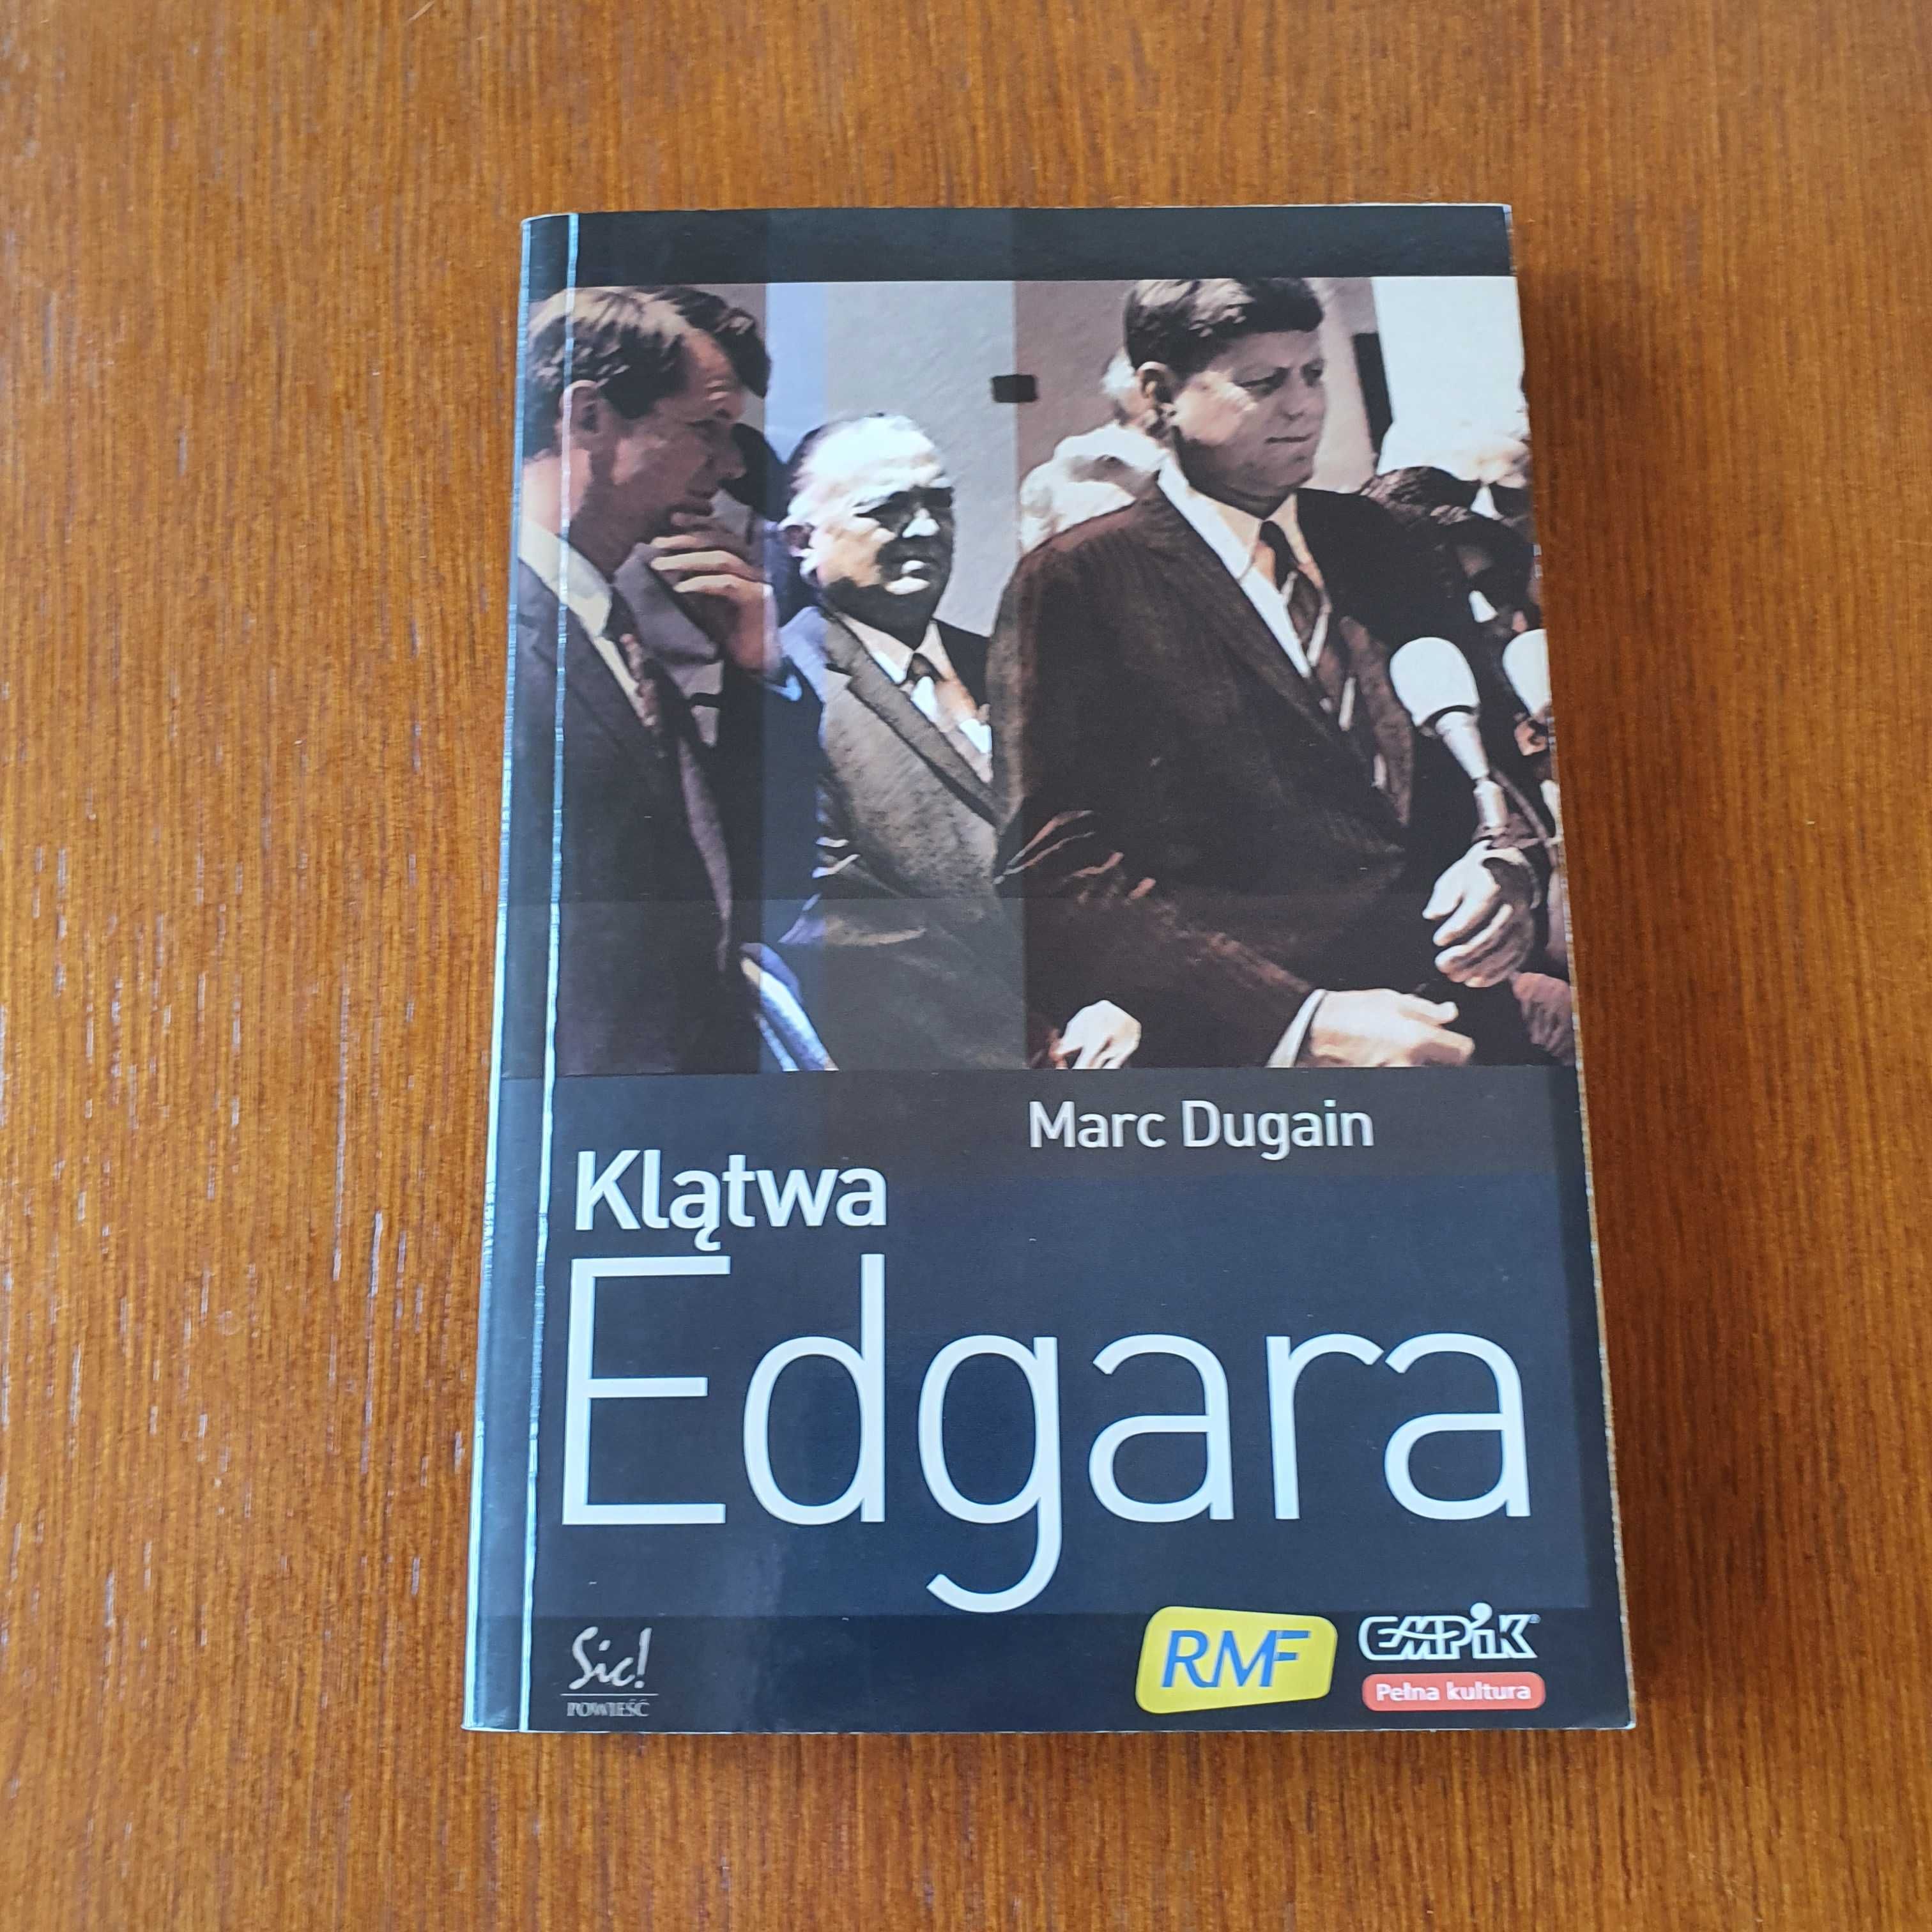 Marc Dugain
Klątwa
Edgara
Sic!
POWIEŚĆ
RMF
EMPiK
Pełna kultura